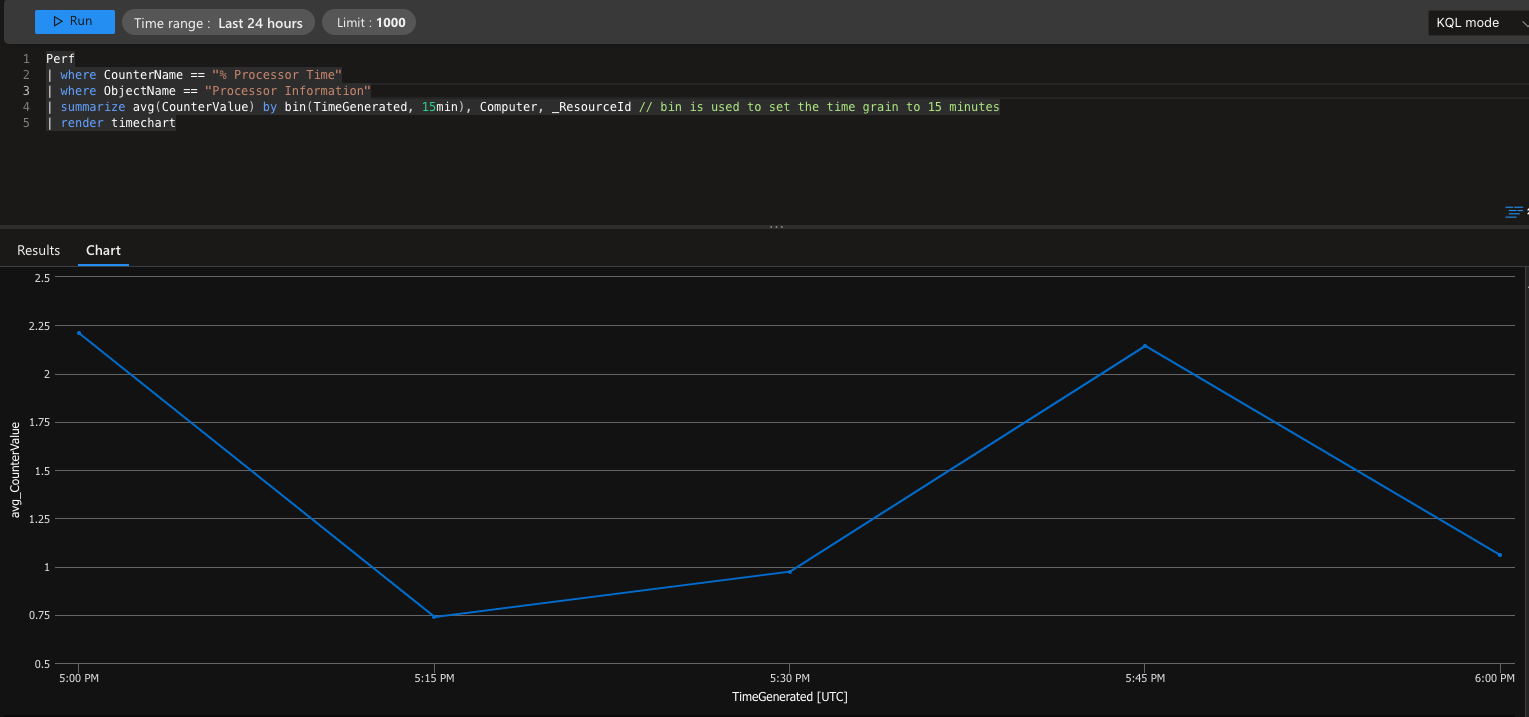 Run
Time range : Last 24 hours
Limit : 1000
KQL mode
1 Perf
2 | where CounterName == "% Processor Time"
3 | where ObjectName == "Processor Information"
4 | summarize avg(CounterValue) by bin(TimeGenerated, 15min), Computer, _ResourceId // bin is used to set the time grain to 15 minutes
5 | render timechart
Results
Chart
2.5
2.25
2
1.75
1.5
1.25
1
0.75
0.5
avg_CounterValue
5:00 PM
5:15 PM
5:30 PM
5:45 PM
6:00 PM
TimeGenerated [UTC]